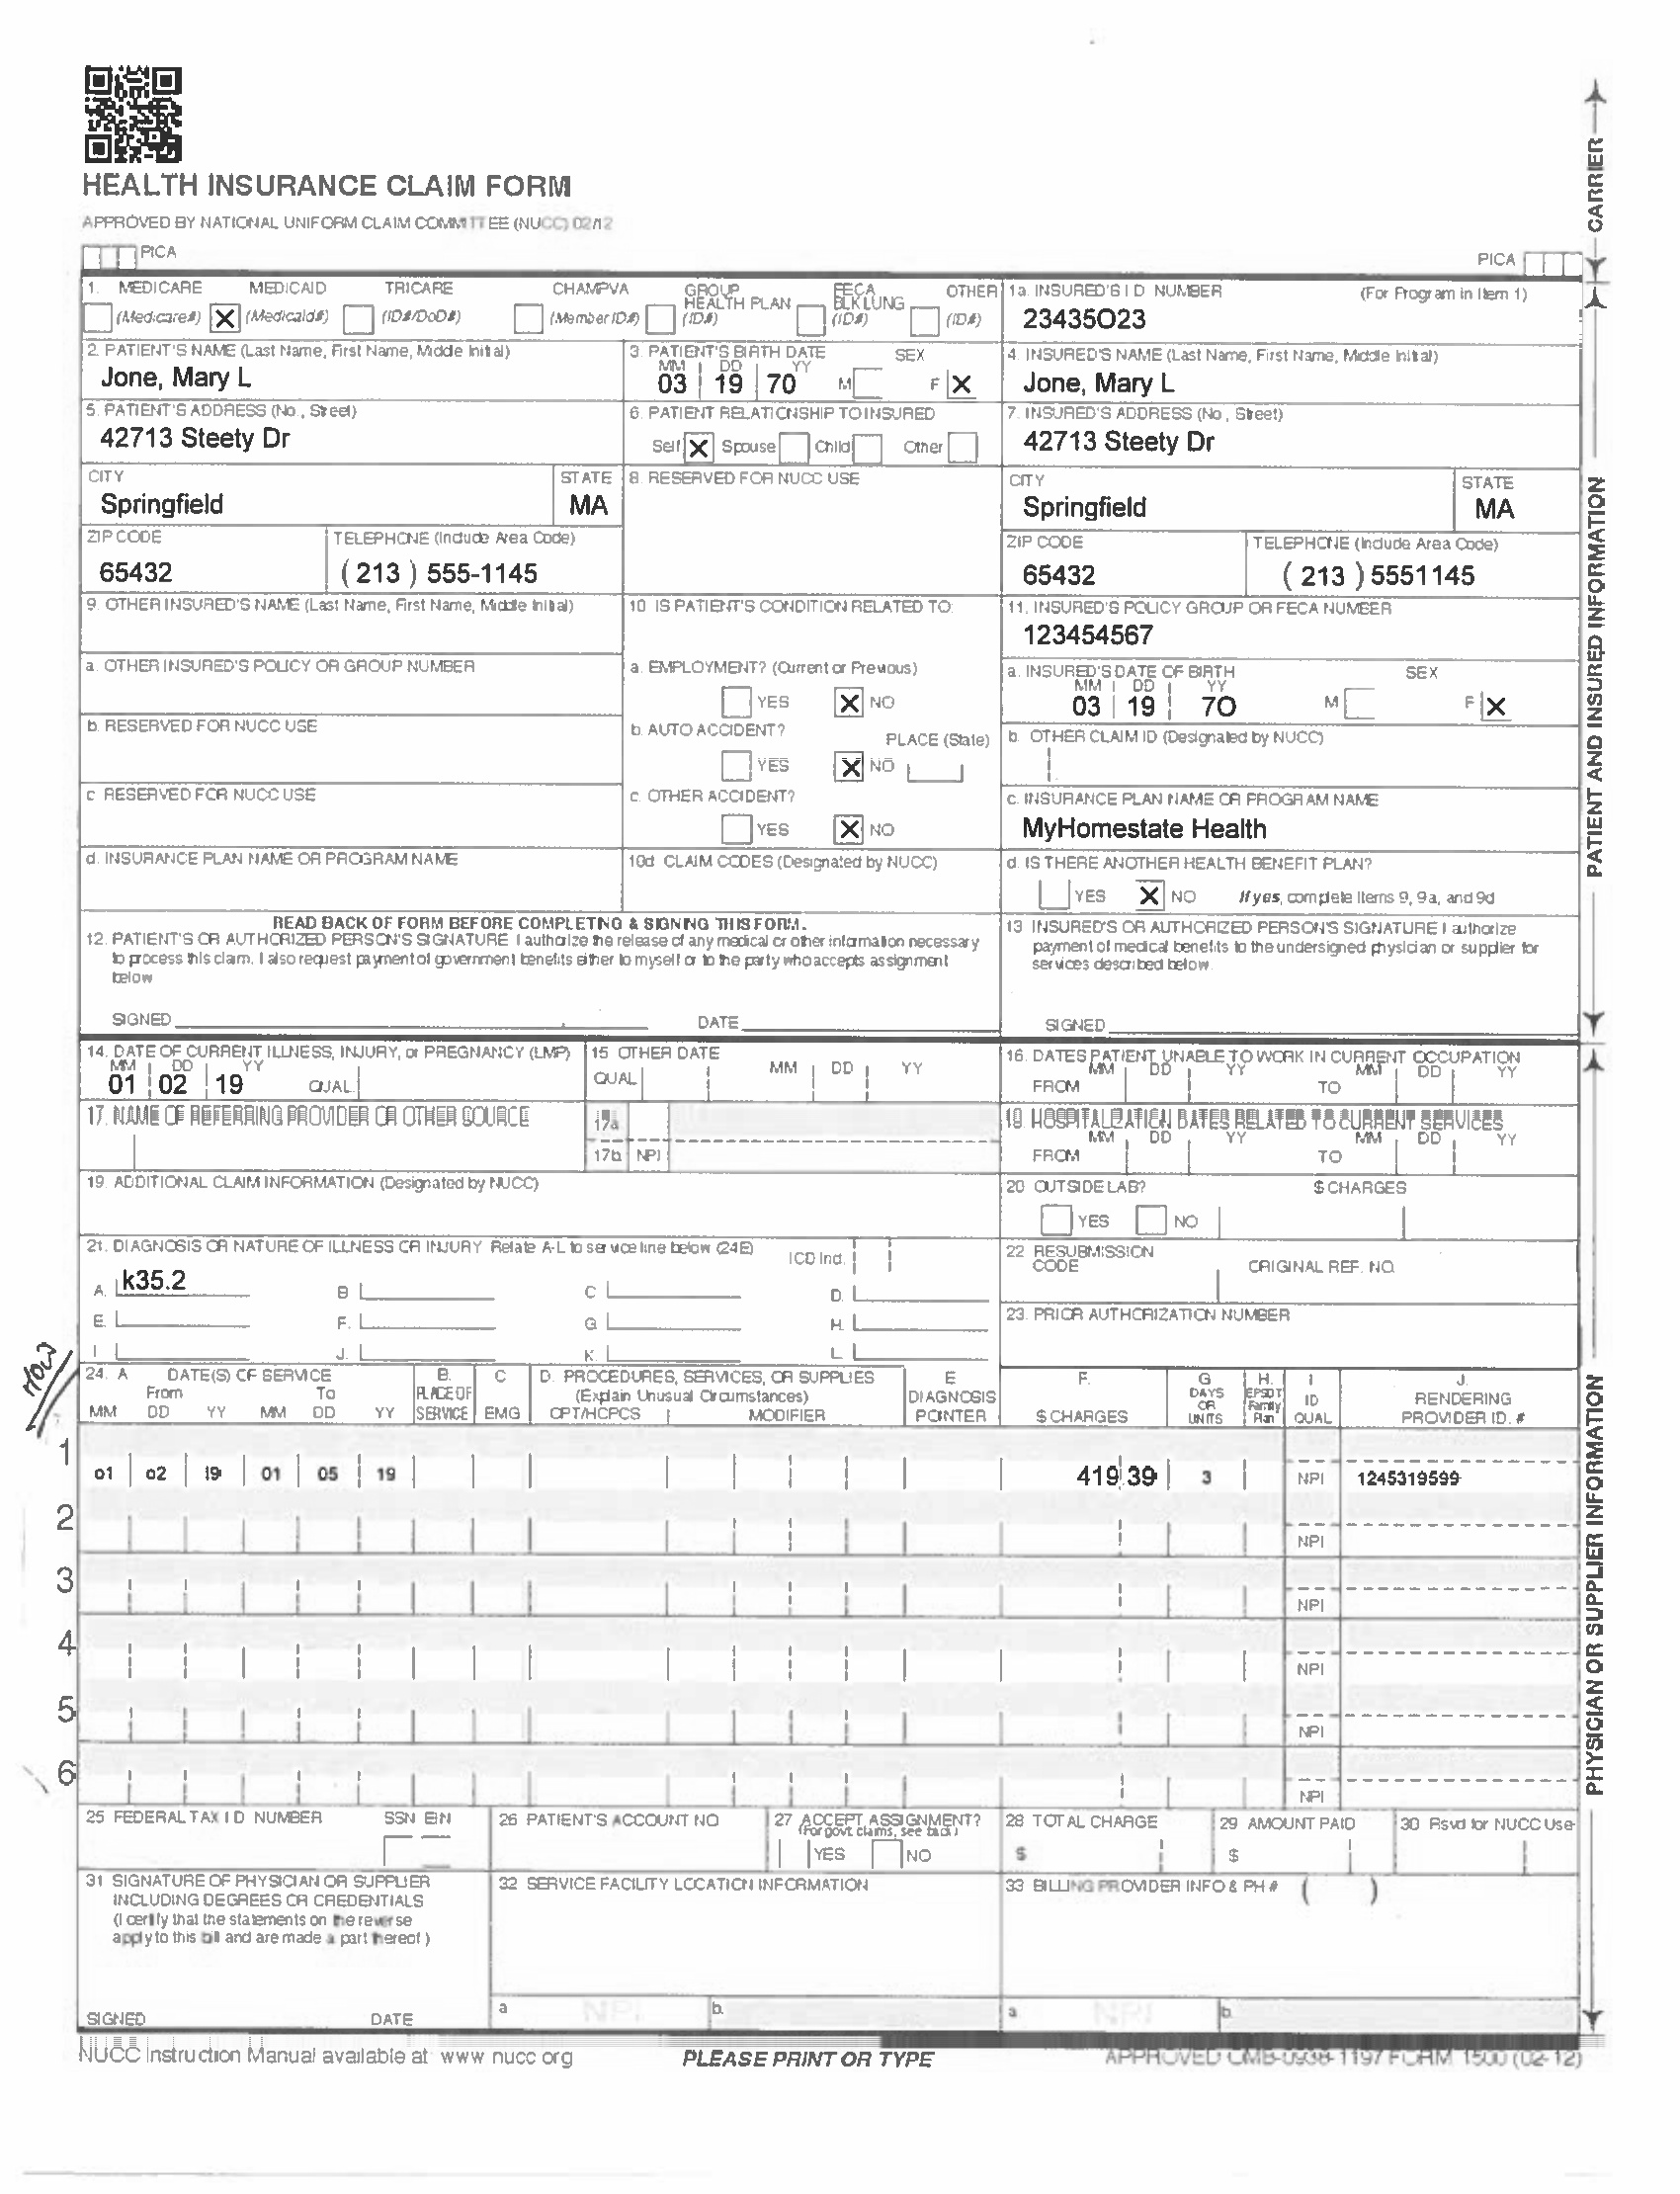 HEALTH INSURANCE CLAIM FORM
APPROVED BY NATIONAL UNIFORM CLAIM COMMITTEE (NUCC) 02/12
PICA
PICA
CARRIER
1. MEDICARE MEDICAID TRICARE CHAMPVA GROUP HEALTH PLAN FECA BLK LUNG OTHER
(Medicare#) X (Medicaid#) (ID#/DoD#) (Member ID#) (ID#) (ID#) (ID#)
1a. INSURED'S I D NUMBER (For Program in Item 1)
23435O23
2. PATIENT'S NAME (Last Name, First Name, Middle Initial)
Jone, Mary L
3. PATIENT'S BIRTH DATE SEX
MM DD YY
03 19 70 M F X
4. INSURED'S NAME (Last Name, First Name, Middle Initial)
Jone, Mary L
5. PATIENT'S ADDRESS (No., Street)
42713 Steety Dr
6. PATIENT RELATIONSHIP TO INSURED
Self X Spouse Child Other
7. INSURED'S ADDRESS (No., Street)
42713 Steety Dr
CITY STATE
Springfield MA
8. RESERVED FOR NUCC USE
CITY STATE
Springfield MA
ZIP CODE TELEPHONE (Include Area Code)
65432 ( 213 ) 555-1145
ZIP CODE TELEPHONE (Include Area Code)
65432 ( 213 ) 5551145
9. OTHER INSURED'S NAME (Last Name, First Name, Middle Initial)
10 IS PATIENT'S CONDITION RELATED TO:
11. INSURED'S POLICY GROUP OR FECA NUMBER
123454567
a. OTHER INSURED'S POLICY OR GROUP NUMBER
a. EMPLOYMENT? (Current or Previous)
YES X NO
a. INSURED'S DATE OF BIRTH SEX
MM DD YY
03 19 7O M F X
b. RESERVED FOR NUCC USE
b. AUTO ACCIDENT? PLACE (State)
YES X NO
b. OTHER CLAIM ID (Designated by NUCC)
c RESERVED FOR NUCC USE
c. OTHER ACCIDENT?
YES X NO
c. INSURANCE PLAN NAME OR PROGRAM NAME
MyHomestate Health
d. INSURANCE PLAN NAME OR PROGRAM NAME
10d CLAIM CODES (Designated by NUCC)
d. IS THERE ANOTHER HEALTH BENEFIT PLAN?
YES X NO If yes, complete items 9, 9a, and 9d
READ BACK OF FORM BEFORE COMPLETING & SIGNING THIS FORM.
12. PATIENT'S OR AUTHORIZED PERSON'S SIGNATURE I authorize the release of any medical or other information necessary
to process this claim. I also request payment of government benefits either to myself or to the party who accepts assignment
below
SIGNED DATE
13 INSURED'S OR AUTHORIZED PERSON'S SIGNATURE I authorize
payment of medical benefits to the undersigned physician or supplier for
services described below.
SIGNED
PATIENT AND INSURED INFORMATION
14. DATE OF CURRENT ILLNESS, INJURY, or PREGNANCY (LMP)
MM DD YY
01 02 19 QUAL
15 OTHER DATE
QUAL MM DD YY
16. DATES PATIENT UNABLE TO WORK IN CURRENT OCCUPATION
MM DD YY MM DD YY
FROM TO
17. NAME OF REFERRING PROVIDER OR OTHER SOURCE
17a
17b NPI
18 HOSPITALIZATION DATES RELATED TO CURRENT SERVICES
MM DD YY MM DD YY
FROM TO
19. ADDITIONAL CLAIM INFORMATION (Designated by NUCC)
20 OUTSIDE LAB? $ CHARGES
YES NO
21. DIAGNOSIS OR NATURE OF ILLNESS OR INJURY Relate A-L to service line below (24E) ICD Ind.
A. k35.2 B C D.
E. F. G H.
I J. K. L
22 RESUBMISSION
CODE ORIGINAL REF. NO.
23. PRIOR AUTHORIZATION NUMBER
HOW
24. A DATE(S) OF SERVICE B. C D. PROCEDURES, SERVICES, OR SUPPLIES E F. G H. I J.
From To PLACE OF (Explain Unusual Circumstances) DIAGNOSIS DAYS OR UNITS EPSDT Family Plan ID QUAL RENDERING
MM DD YY MM DD YY SERVICE EMG CPT/HCPCS MODIFIER POINTER $ CHARGES PROVIDER ID. #
1 o1 o2 19 01 05 19 419 39 3 NPI 1245319599
2 NPI
3 NPI
4 NPI
5 NPI
6 NPI
25 FEDERAL TAX I D NUMBER SSN EIN
26 PATIENT'S ACCOUNT NO
27 ACCEPT ASSIGNMENT?
(For govt. claims, see back)
YES NO
28 TOTAL CHARGE
$
29 AMOUNT PAID
$
30 Rsvd for NUCC Use
31 SIGNATURE OF PHYSICIAN OR SUPPLIER
INCLUDING DEGREES OR CREDENTIALS
(I certify that the statements on the reverse
apply to this bill and are made a part thereof)
SIGNED DATE
32 SERVICE FACILITY LOCATION INFORMATION
a NPI b.
33 BILLING PROVIDER INFO & PH # ( )
a NPI b.
PHYSICIAN OR SUPPLIER INFORMATION
NUCC Instruction Manual available at: www nucc org
PLEASE PRINT OR TYPE
APPROVED OMB-0938-1197 FORM 1500 (02-12)